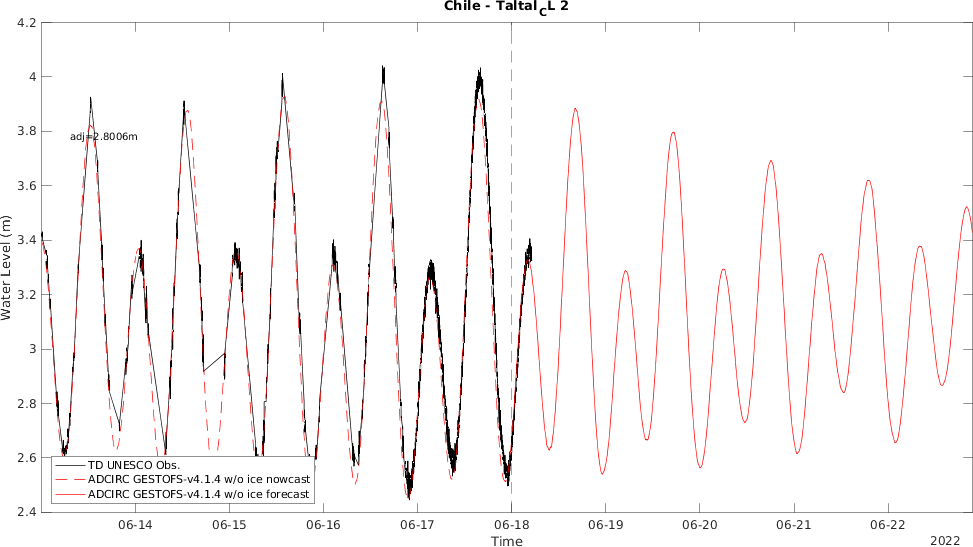 Chile - Taltal_CL 2
4.2
4
3.8
3.6
3.4
3.2
3
2.8
2.6
2.4
Water Level (m)
adj=2.8006m
TD UNESCO Obs.
ADCIRC GESTOFS-v4.1.4 w/o ice nowcast
ADCIRC GESTOFS-v4.1.4 w/o ice forecast
06-14 06-15 06-16 06-17 06-18 06-19 06-20 06-21 06-22
Time
2022